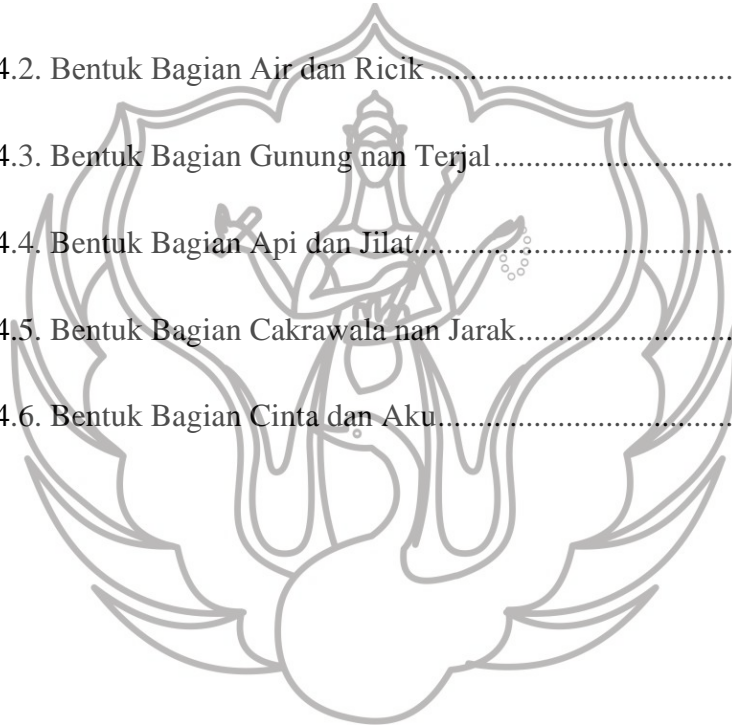 4.2. Bentuk Bagian Air dan Ricik ....................................
4.3. Bentuk Bagian Gunung nan Terjal ............................
4.4. Bentuk Bagian Api dan Jilat......................................
4.5. Bentuk Bagian Cakrawala nan Jarak.........................
4.6. Bentuk Bagian Cinta dan Aku...................................